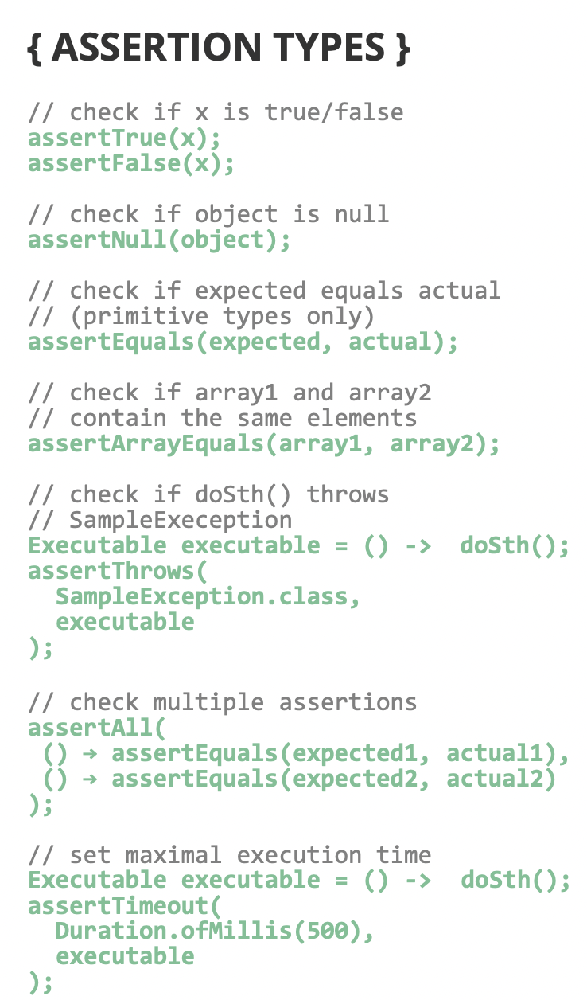 { ASSERTION TYPES }
// check if x is true/false
assertTrue(x);
assertFalse(x);
// check if object is null
assertNull(object);
// check if expected equals actual
// (primitive types only)
assertEquals(expected, actual);
// check if array1 and array2
// contain the same elements
assertArrayEquals(array1, array2);
// check if doSth() throws
// SampleExeception
Executable executable = () ->  doSth();
assertThrows(
  SampleException.class,
  executable
);
// check multiple assertions
assertAll(
 () → assertEquals(expected1, actual1),
 () → assertEquals(expected2, actual2)
);
// set maximal execution time
Executable executable = () ->  doSth();
assertTimeout(
  Duration.ofMillis(500),
  executable
);